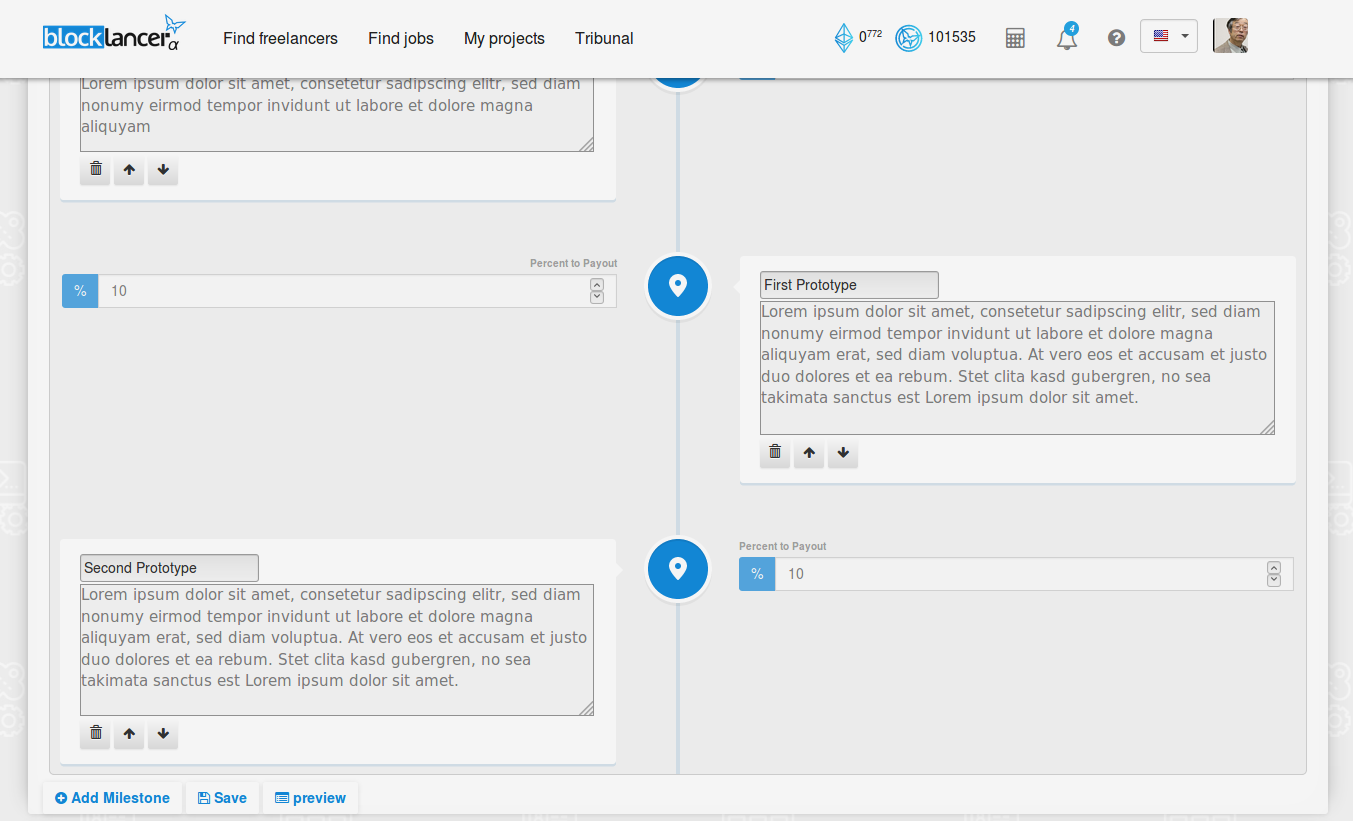 blocklancer α
Find freelancers
Find jobs
My projects
Tribunal
0772
101535
4
Lorem ipsum dolor sit amet, consetetur sadipscing elitr, sed diam
nonumy eirmod tempor invidunt ut labore et dolore magna
aliquyam
Percent to Payout
% 10
First Prototype
Lorem ipsum dolor sit amet, consetetur sadipscing elitr, sed diam
nonumy eirmod tempor invidunt ut labore et dolore magna
aliquyam erat, sed diam voluptua. At vero eos et accusam et justo
duo dolores et ea rebum. Stet clita kasd gubergren, no sea
takimata sanctus est Lorem ipsum dolor sit amet.
Second Prototype
Lorem ipsum dolor sit amet, consetetur sadipscing elitr, sed diam
nonumy eirmod tempor invidunt ut labore et dolore magna
aliquyam erat, sed diam voluptua. At vero eos et accusam et justo
duo dolores et ea rebum. Stet clita kasd gubergren, no sea
takimata sanctus est Lorem ipsum dolor sit amet.
Percent to Payout
% 10
Add Milestone
Save
preview